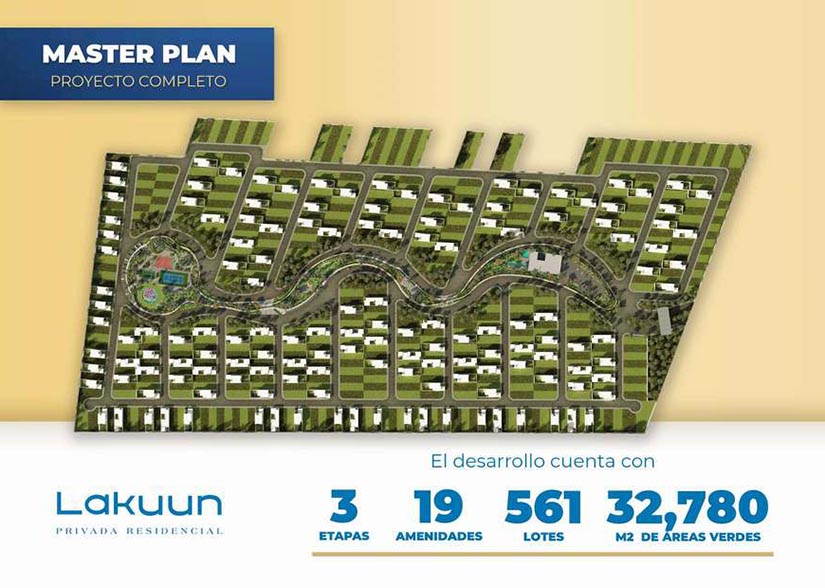 MASTER PLAN
PROYECTO COMPLETO
El desarrollo cuenta con
Lakuun
PRIVADA RESIDENCIAL
3
ETAPAS
19
AMENIDADES
561
LOTES
32,780
M2 DE ÁREAS VERDES